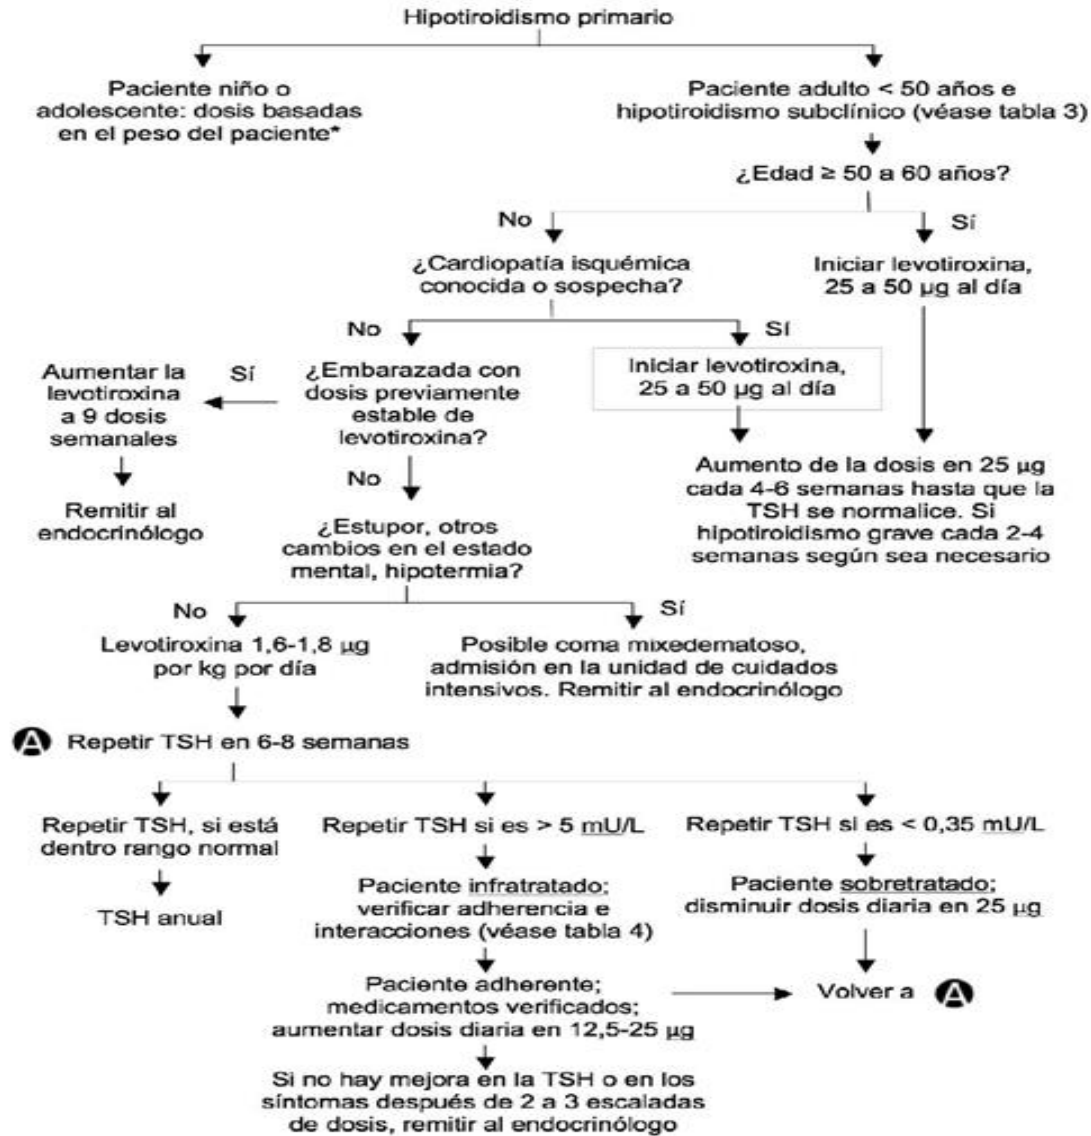 Hipotiroidismo primario
Paciente niño o
adolescente: dosis basadas
en el peso del paciente*
Paciente adulto < 50 años e
hipotiroidismo subclínico (véase tabla 3)
¿Edad ≥ 50 a 60 años?
No
Sí
¿Cardiopatía isquémica
conocida o sospecha?
Iniciar levotiroxina,
25 a 50 µg al día
No
Sí
Aumentar la
levotiroxina
a 9 dosis
semanales
Sí
¿Embarazada con
dosis previamente
estable de
levotiroxina?
Iniciar levotiroxina,
25 a 50 µg al día
No
Remitir al
endocrinólogo
Aumento de la dosis en 25 µg
cada 4-6 semanas hasta que la
TSH se normalice. Si
hipotiroidismo grave cada 2-4
semanas según sea necesario
¿Estupor, otros
cambios en el estado
mental, hipotermia?
No
Sí
Levotiroxina 1,6-1,8 µg
por kg por día
Posible coma mixedematoso,
admisión en la unidad de cuidados
intensivos. Remitir al endocrinólogo
A Repetir TSH en 6-8 semanas
Repetir TSH, si está
dentro rango normal
Repetir TSH si es > 5 mU/L
Repetir TSH si es < 0,35 mU/L
TSH anual
Paciente infratratado;
verificar adherencia e
interacciones (véase tabla 4)
Paciente sobretratado;
disminuir dosis diaria en 25 µg
Paciente adherente;
medicamentos verificados;
aumentar dosis diaria en 12,5-25 µg
Volver a A
Si no hay mejora en la TSH o en los
síntomas después de 2 a 3 escaladas
de dosis, remitir al endocrinólogo